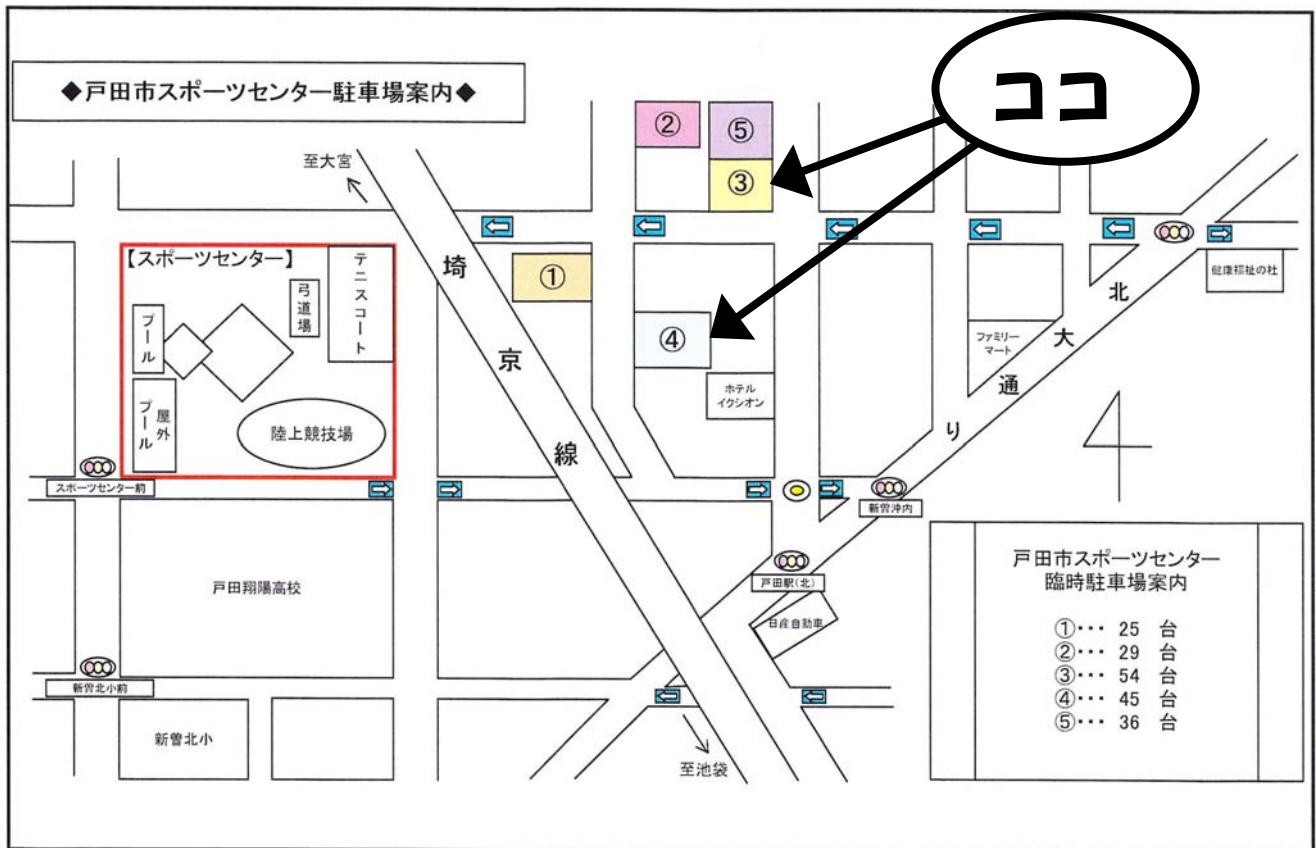 ◆戸田市スポーツセンター駐車場案内◆
ココ
②
⑤
③
至大宮
【スポーツセンター】
テニスコート
弓道場
プール
屋外プール
陸上競技場
①
④
ホテル
イクシオン
埼京線
北大通り
ファミリー
マート
健康福祉の杜
スポーツセンター前
新曽沖内
戸田駅(北)
日産自動車
戸田翔陽高校
新曽北小前
新曽北小
至池袋
戸田市スポーツセンター
臨時駐車場案内
①・・・ 25 台
②・・・ 29 台
③・・・ 54 台
④・・・ 45 台
⑤・・・ 36 台